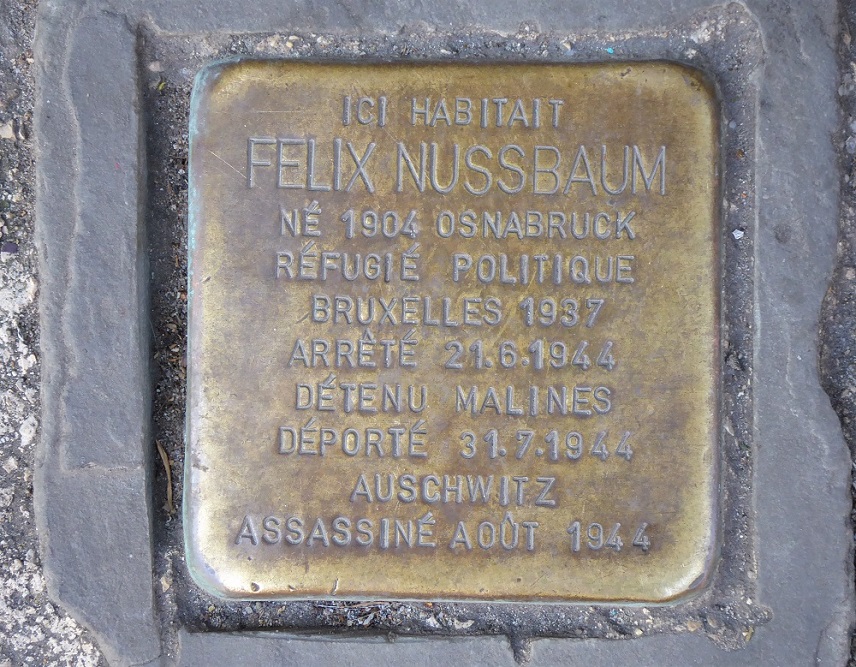 ICI HABITAIT
FELIX NUSSBAUM
NÉ 1904 OSNABRUCK
RÉFUGIÉ POLITIQUE
BRUXELLES 1937
ARRÊTÉ 21.6.1944
DÉTENU MALINES
DÉPORTÉ 31.7.1944
AUSCHWITZ
ASSASSINÉ AOÛT 1944